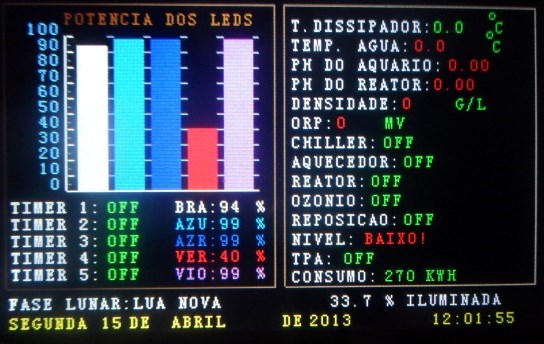 POTENCIA DOS LEDS
100
90
80
70
60
50
40
30
20
10
0
TIMER 1: OFF BRA:94 %
TIMER 2: OFF AZU:99 %
TIMER 3: OFF AZR:99 %
TIMER 4: OFF VER:40 %
TIMER 5: OFF VIO:99 %
T.DISSIPADOR:0.0 °C
TEMP. AGUA:0.0 °C
PH DO AQUARIO:0.00
PH DO REATOR:0.00
DENSIDADE:0 G/L
ORP:0 MV
CHILLER:OFF
AQUECEDOR:OFF
REATOR:OFF
OZONIO:OFF
REPOSICAO:OFF
NIVEL: BAIXO!
TPA: OFF
CONSUMO:270 KWH
FASE LUNAR:LUA NOVA 33.7 % ILUMINADA
SEGUNDA 15 DE ABRIL DE 2013 12:01:55